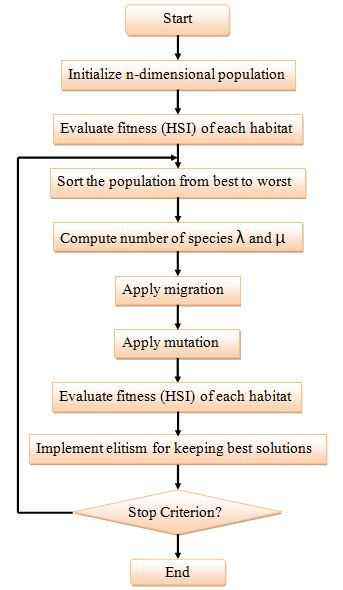 Start
Initialize n-dimensional population
Evaluate fitness (HSI) of each habitat
Sort the population from best to worst
Compute number of species λ and μ
Apply migration
Apply mutation
Evaluate fitness (HSI) of each habitat
Implement elitism for keeping best solutions
Stop Criterion?
End